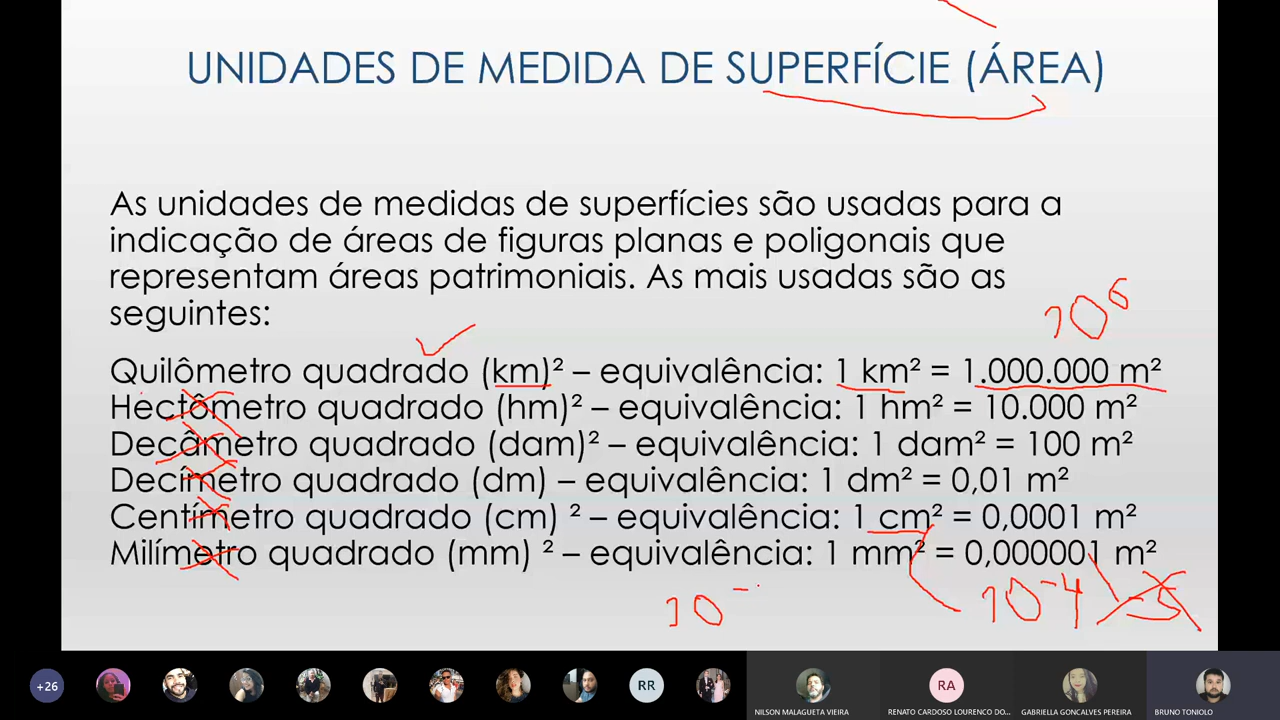 UNIDADES DE MEDIDA DE SUPERFÍCIE (ÁREA)
As unidades de medidas de superfícies são usadas para a
indicação de áreas de figuras planas e poligonais que
representam áreas patrimoniais. As mais usadas são as
seguintes:
10⁶
Quilômetro quadrado (km)² – equivalência: 1 km² = 1.000.000 m²
Hectômetro quadrado (hm)² – equivalência: 1 hm² = 10.000 m²
Decâmetro quadrado (dam)² – equivalência: 1 dam² = 100 m²
Decímetro quadrado (dm) – equivalência: 1 dm² = 0,01 m²
Centímetro quadrado (cm) ² – equivalência: 1 cm² = 0,0001 m²
Milímetro quadrado (mm) ² – equivalência: 1 mm² = 0,000001 m²
10⁻ 10⁻⁴ -5
+26 RR RA
NILSON MALAGUETA VIEIRA RENATO CARDOSO LOURENCO DO... GABRIELLA GONCALVES PEREIRA BRUNO TONIOLO